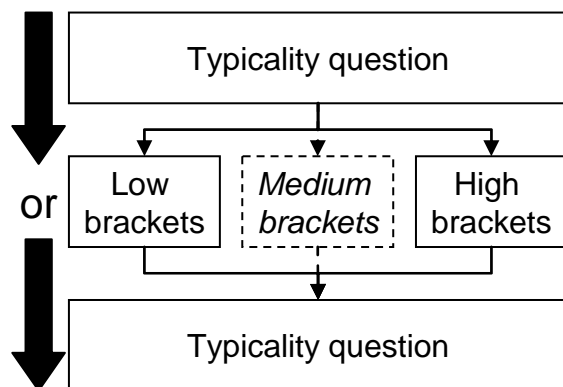 Typicality question
or
Low
brackets
Medium
brackets
High
brackets
Typicality question